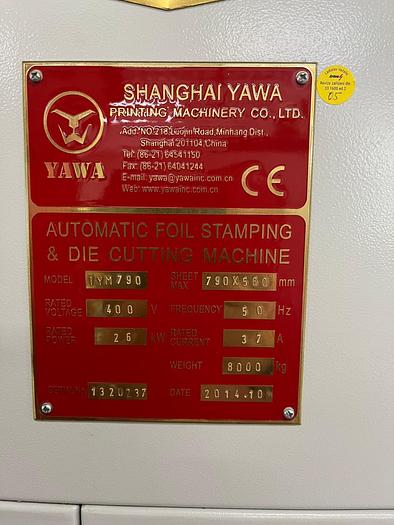 SHANGHAI YAWA
PRINTING MACHINERY CO., LTD.
Add: NO.218 Luojin Road, Minhang Dist.,
Shanghai 201104, China
Tel: (86-21) 64541150
Fax: (86-21) 64041244
E-mail: yawa@yawainc.com.cn
Web: www.yawainc.com.cn
YAWA
CE
AUTOMATIC FOIL STAMPING
& DIE CUTTING MACHINE
MODEL TYM790 SHEET MAX 790X560 mm
RATED VOLTAGE 400 V FREQUENCY 50 Hz
RATED POWER 26 kW RATED CURRENT 37 A
WEIGHT 8000 kg
SERIAL No 1320237 DATE 2014.10
05